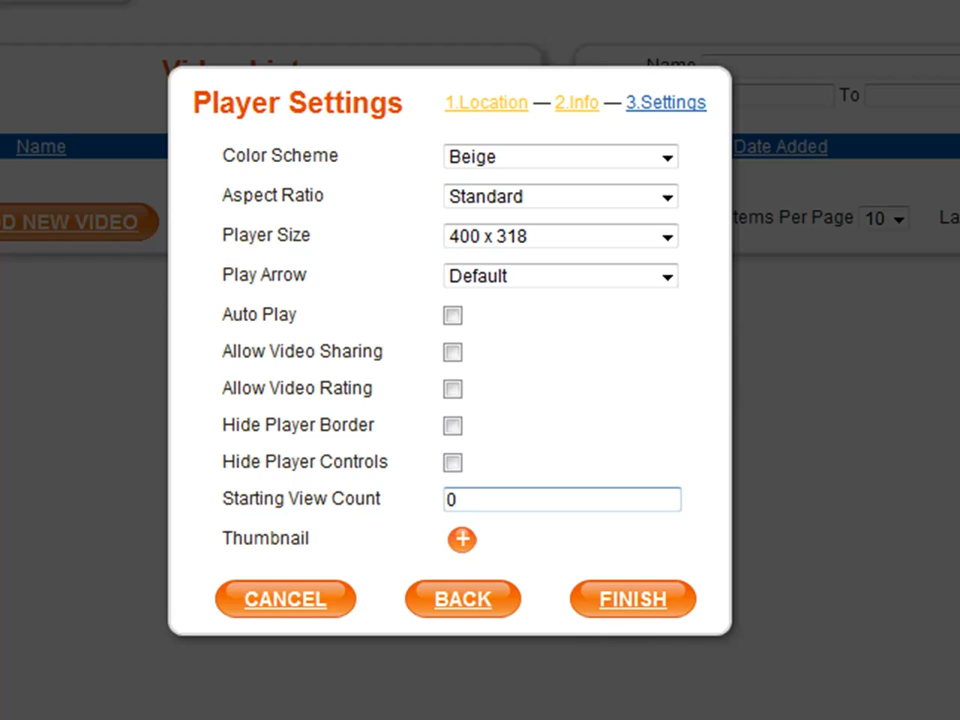 Name
Player Settings 1.Location — 2.Info — 3.Settings
To
Name
Date Added
Color Scheme Beige
Aspect Ratio Standard
NEW VIDEO
Items Per Page 10
Player Size 400 x 318
Play Arrow Default
Auto Play
Allow Video Sharing
Allow Video Rating
Hide Player Border
Hide Player Controls
Starting View Count 0
Thumbnail
CANCEL BACK FINISH